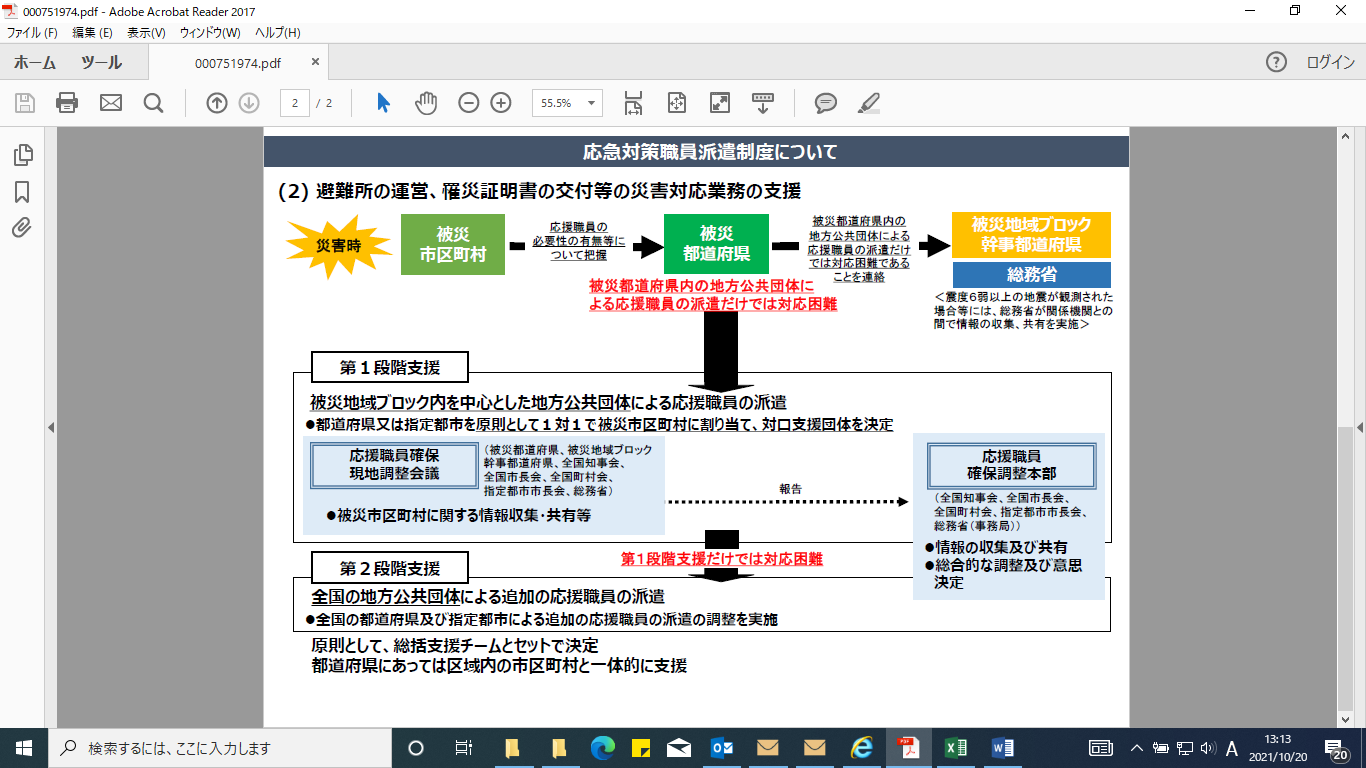 000751974.pdf - Adobe Acrobat Reader 2017
ファイル(F) 編集(E) 表示(V) ウィンドウ(W) ヘルプ(H)
ホーム ツール 000751974.pdf × ? ログイン
2 / 2 55.5%
応急対策職員派遣制度について
(2) 避難所の運営、罹災証明書の交付等の災害対応業務の支援
災害時
被災
市区町村
応援職員の
必要性の有無等に
ついて把握
被災
都道府県
被災都道府県内の
地方公共団体による
応援職員の派遣だけ
では対応困難である
ことを連絡
被災地域ブロック
幹事都道府県
総務省
＜震度６弱以上の地震が観測された
場合等には、総務省が関係機関との
間で情報の収集、共有を実施＞
被災都道府県内の地方公共団体に
よる応援職員の派遣だけでは対応困難
第１段階支援
被災地域ブロック内を中心とした地方公共団体による応援職員の派遣
●都道府県又は指定都市を原則として１対１で被災市区町村に割り当て、対口支援団体を決定
応援職員確保
現地調整会議
（被災都道府県、被災地域ブロック
幹事都道府県、全国知事会、
全国市長会、全国町村会、
指定都市市長会、総務省）
●被災市区町村に関する情報収集・共有等
報告
応援職員
確保調整本部
（全国知事会、全国市長会、
全国町村会、指定都市市長会、
総務省（事務局））
●情報の収集及び共有
●総合的な調整及び意思
決定
第１段階支援だけでは対応困難
第２段階支援
全国の地方公共団体による追加の応援職員の派遣
●全国の都道府県及び指定都市による追加の応援職員の派遣の調整を実施
原則として、総括支援チームとセットで決定
都道府県にあっては区域内の市区町村と一体的に支援
検索するには、ここに入力します
A
13:13
2021/10/20
20